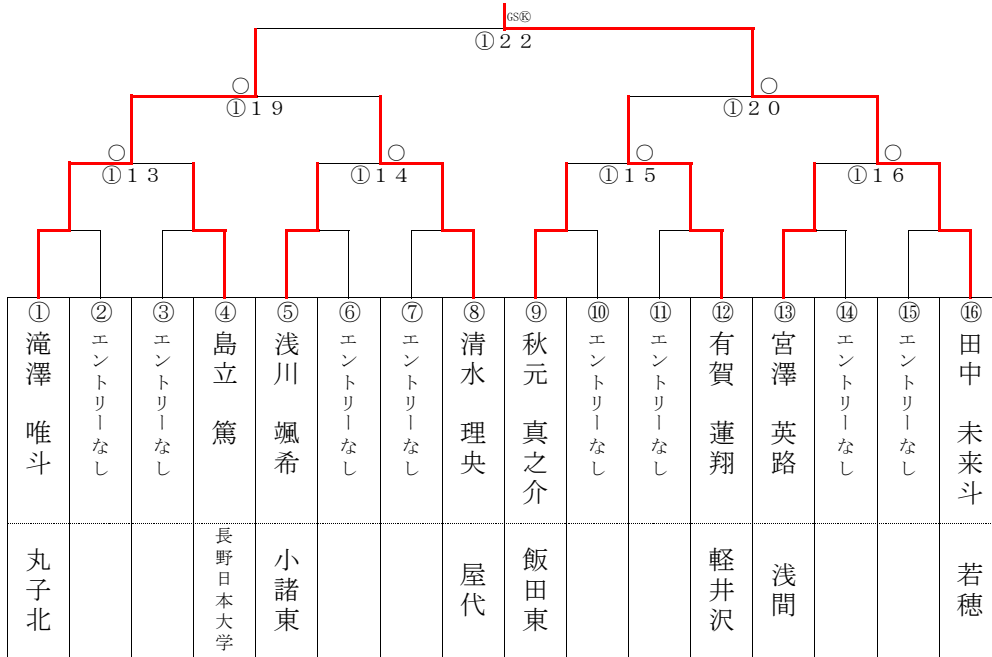 GSⓀ
①２２
○
○
①１９
①２０
○
○
○
○
①１３
①１４
①１５
①１６
①
滝澤　唯斗
丸子北
②
エントリーなし
③
エントリーなし
④
島立　篤
長野日本大学
⑤
浅川　颯希
小諸東
⑥
エントリーなし
⑦
エントリーなし
⑧
清水　理央
屋代
⑨
秋元　真之介
飯田東
⑩
エントリーなし
⑪
エントリーなし
⑫
有賀　蓮翔
軽井沢
⑬
宮澤　英路
浅間
⑭
エントリーなし
⑮
エントリーなし
⑯
田中　未来斗
若穂